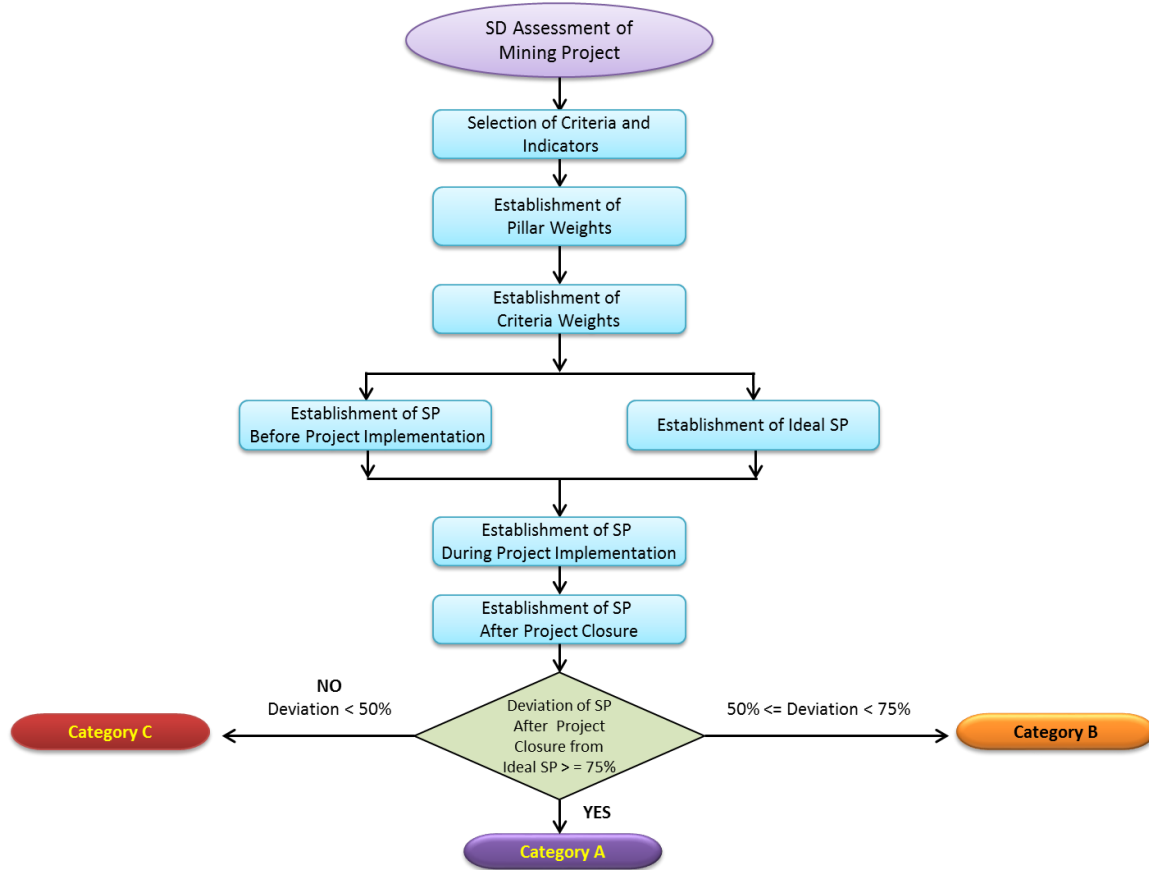 SD Assessment of
Mining Project
Selection of Criteria and
Indicators
Establishment of
Pillar Weights
Establishment of
Criteria Weights
Establishment of SP
Before Project Implementation
Establishment of Ideal SP
Establishment of SP
During Project Implementation
Establishment of SP
After Project Closure
NO
Deviation < 50%
Deviation of SP
After Project
Closure from
Ideal SP > = 75%
50% <= Deviation < 75%
Category C
Category B
YES
Category A